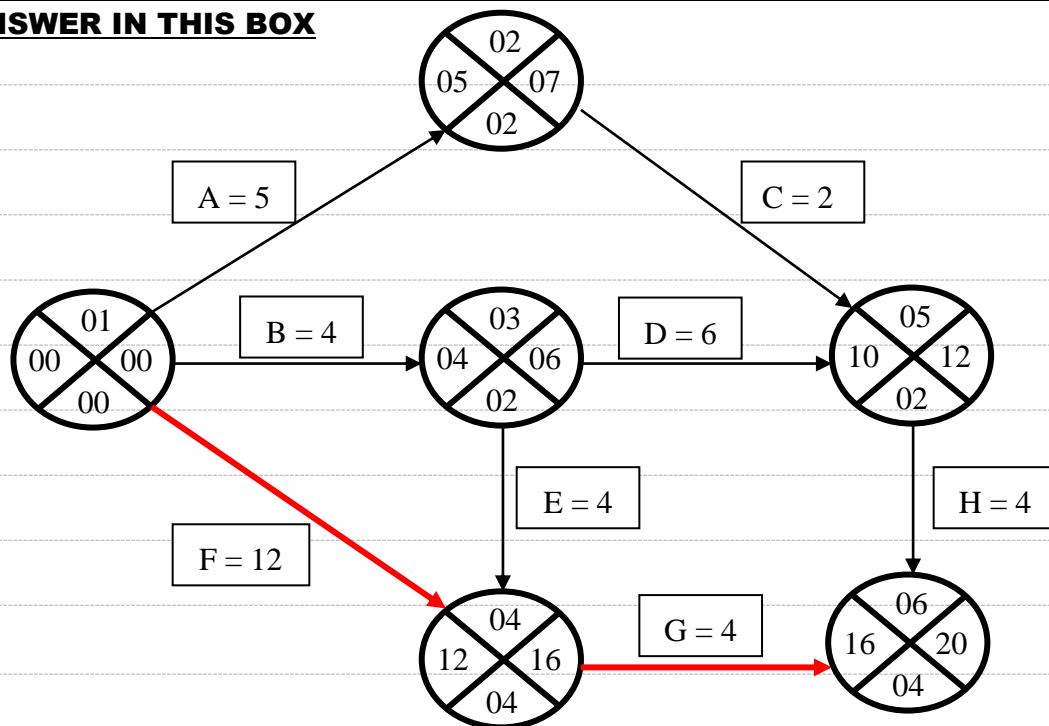 NSWER IN THIS BOX
02
05 07
02
A = 5
C = 2
01
00 00
00
B = 4
03
04 06
02
D = 6
05
10 12
02
E = 4
H = 4
F = 12
04
12 16
04
G = 4
06
16 20
04